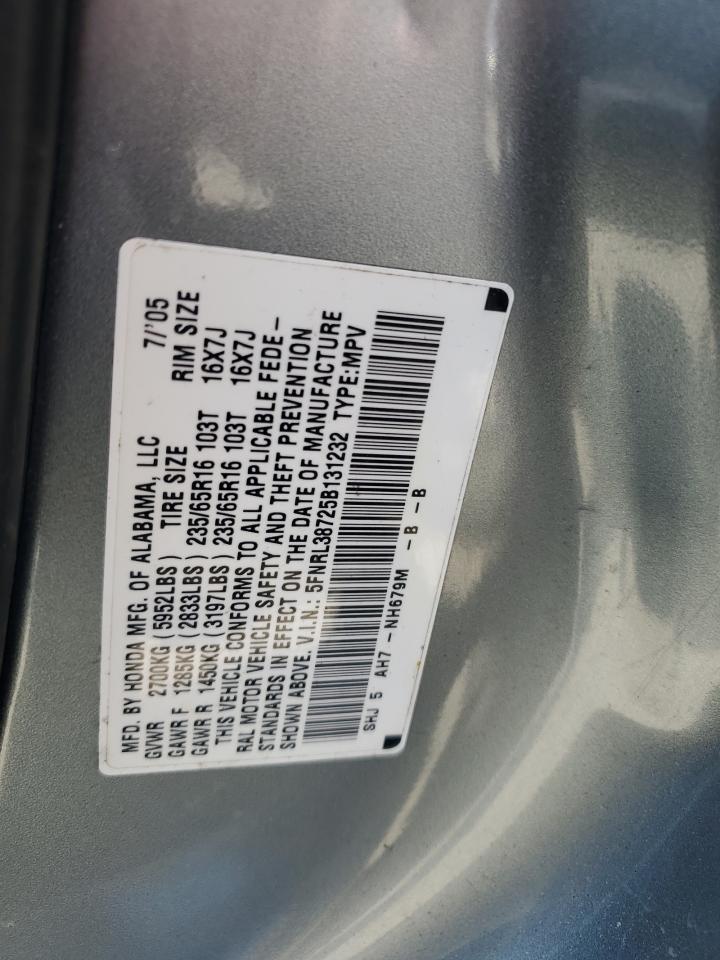 MFD. BY HONDA MFG. OF ALABAMA, LLC 7/'05
GVWR 2700KG (5952LBS) TIRE SIZE RIM SIZE
GAWR F 1285KG (2833LBS) 235/65R16 103T 16X7J
GAWR R 1450KG (3197LBS) 235/65R16 103T 16X7J
THIS VEHICLE CONFORMS TO ALL APPLICABLE FEDE-
RAL MOTOR VEHICLE SAFETY AND THEFT PREVENTION
STANDARDS IN EFFECT ON THE DATE OF MANUFACTURE
SHOWN ABOVE. V.I.N.: 5FNRL38725B131232 TYPE:MPV
SHJ 5 AH7 - NH679M - B - B